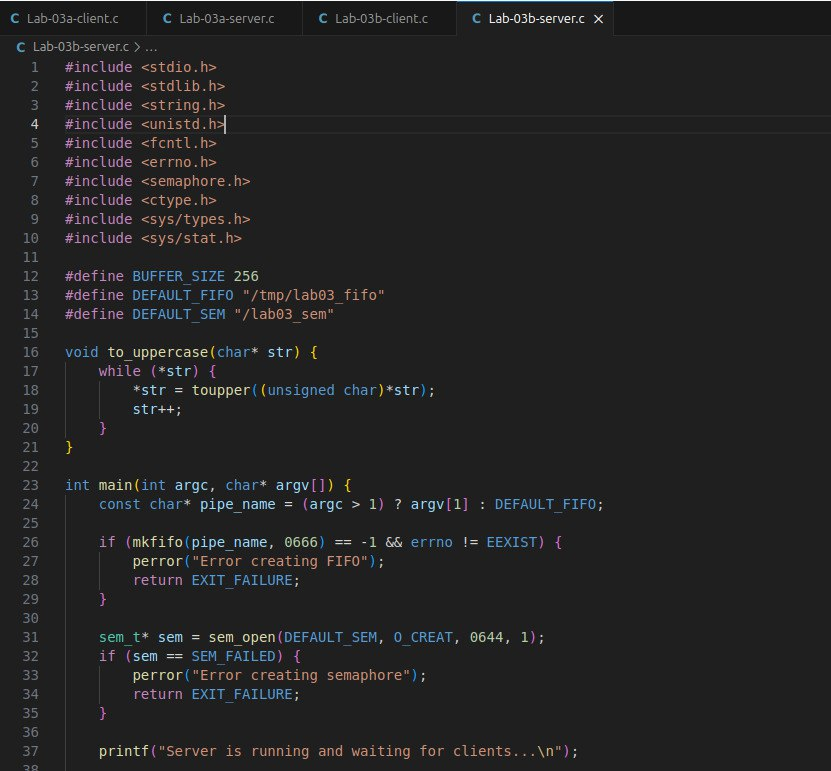 C Lab-03a-client.c C Lab-03a-server.c C Lab-03b-client.c C Lab-03b-server.c ×
C Lab-03b-server.c > ...
1 #include <stdio.h>
2 #include <stdlib.h>
3 #include <string.h>
4 #include <unistd.h>
5 #include <fcntl.h>
6 #include <errno.h>
7 #include <semaphore.h>
8 #include <ctype.h>
9 #include <sys/types.h>
10 #include <sys/stat.h>
11
12 #define BUFFER_SIZE 256
13 #define DEFAULT_FIFO "/tmp/lab03_fifo"
14 #define DEFAULT_SEM "/lab03_sem"
15
16 void to_uppercase(char* str) {
17     while (*str) {
18         *str = toupper((unsigned char)*str);
19         str++;
20     }
21 }
22
23 int main(int argc, char* argv[]) {
24     const char* pipe_name = (argc > 1) ? argv[1] : DEFAULT_FIFO;
25
26     if (mkfifo(pipe_name, 0666) == -1 && errno != EEXIST) {
27         perror("Error creating FIFO");
28         return EXIT_FAILURE;
29     }
30
31     sem_t* sem = sem_open(DEFAULT_SEM, O_CREAT, 0644, 1);
32     if (sem == SEM_FAILED) {
33         perror("Error creating semaphore");
34         return EXIT_FAILURE;
35     }
36
37     printf("Server is running and waiting for clients...\n");
38